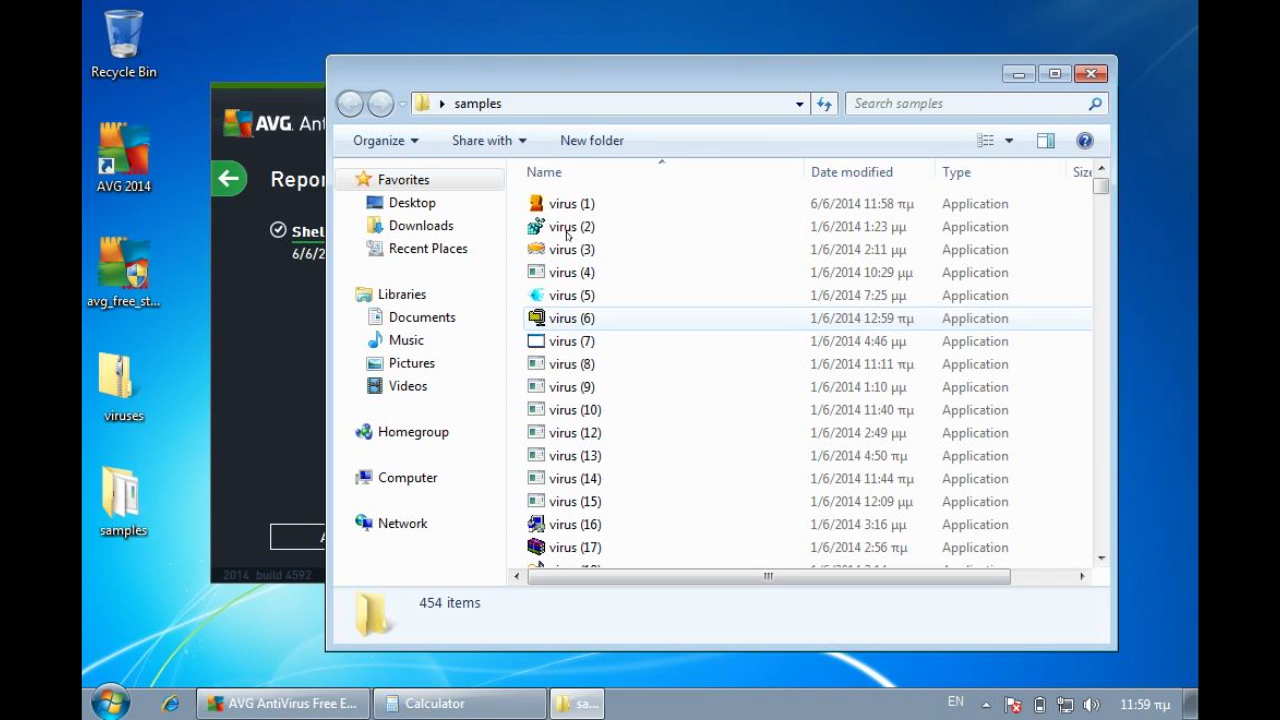 Recycle Bin
AVG 2014
avg_free_st...
viruses
samples
AVG. Ant
Repor
Shel
6/6/2
2014 build 4592
samples
Search samples
Organize
Share with
New folder
Favorites
Desktop
Downloads
Recent Places
Libraries
Documents
Music
Pictures
Videos
Homegroup
Computer
Network
Name Date modified Type Size
virus (1) 6/6/2014 11:58 πμ Application
virus (2) 1/6/2014 1:23 μμ Application
virus (3) 1/6/2014 2:11 μμ Application
virus (4) 1/6/2014 10:29 μμ Application
virus (5) 1/6/2014 7:25 μμ Application
virus (6) 1/6/2014 12:59 πμ Application
virus (7) 1/6/2014 4:46 μμ Application
virus (8) 1/6/2014 11:11 πμ Application
virus (9) 1/6/2014 1:10 μμ Application
virus (10) 1/6/2014 11:40 πμ Application
virus (12) 1/6/2014 2:49 μμ Application
virus (13) 1/6/2014 4:50 πμ Application
virus (14) 1/6/2014 11:44 πμ Application
virus (15) 1/6/2014 12:09 μμ Application
virus (16) 1/6/2014 3:16 μμ Application
virus (17) 1/6/2014 2:56 πμ Application
454 items
AVG AntiVirus Free E...
Calculator
sa...
EN
11:59 πμ